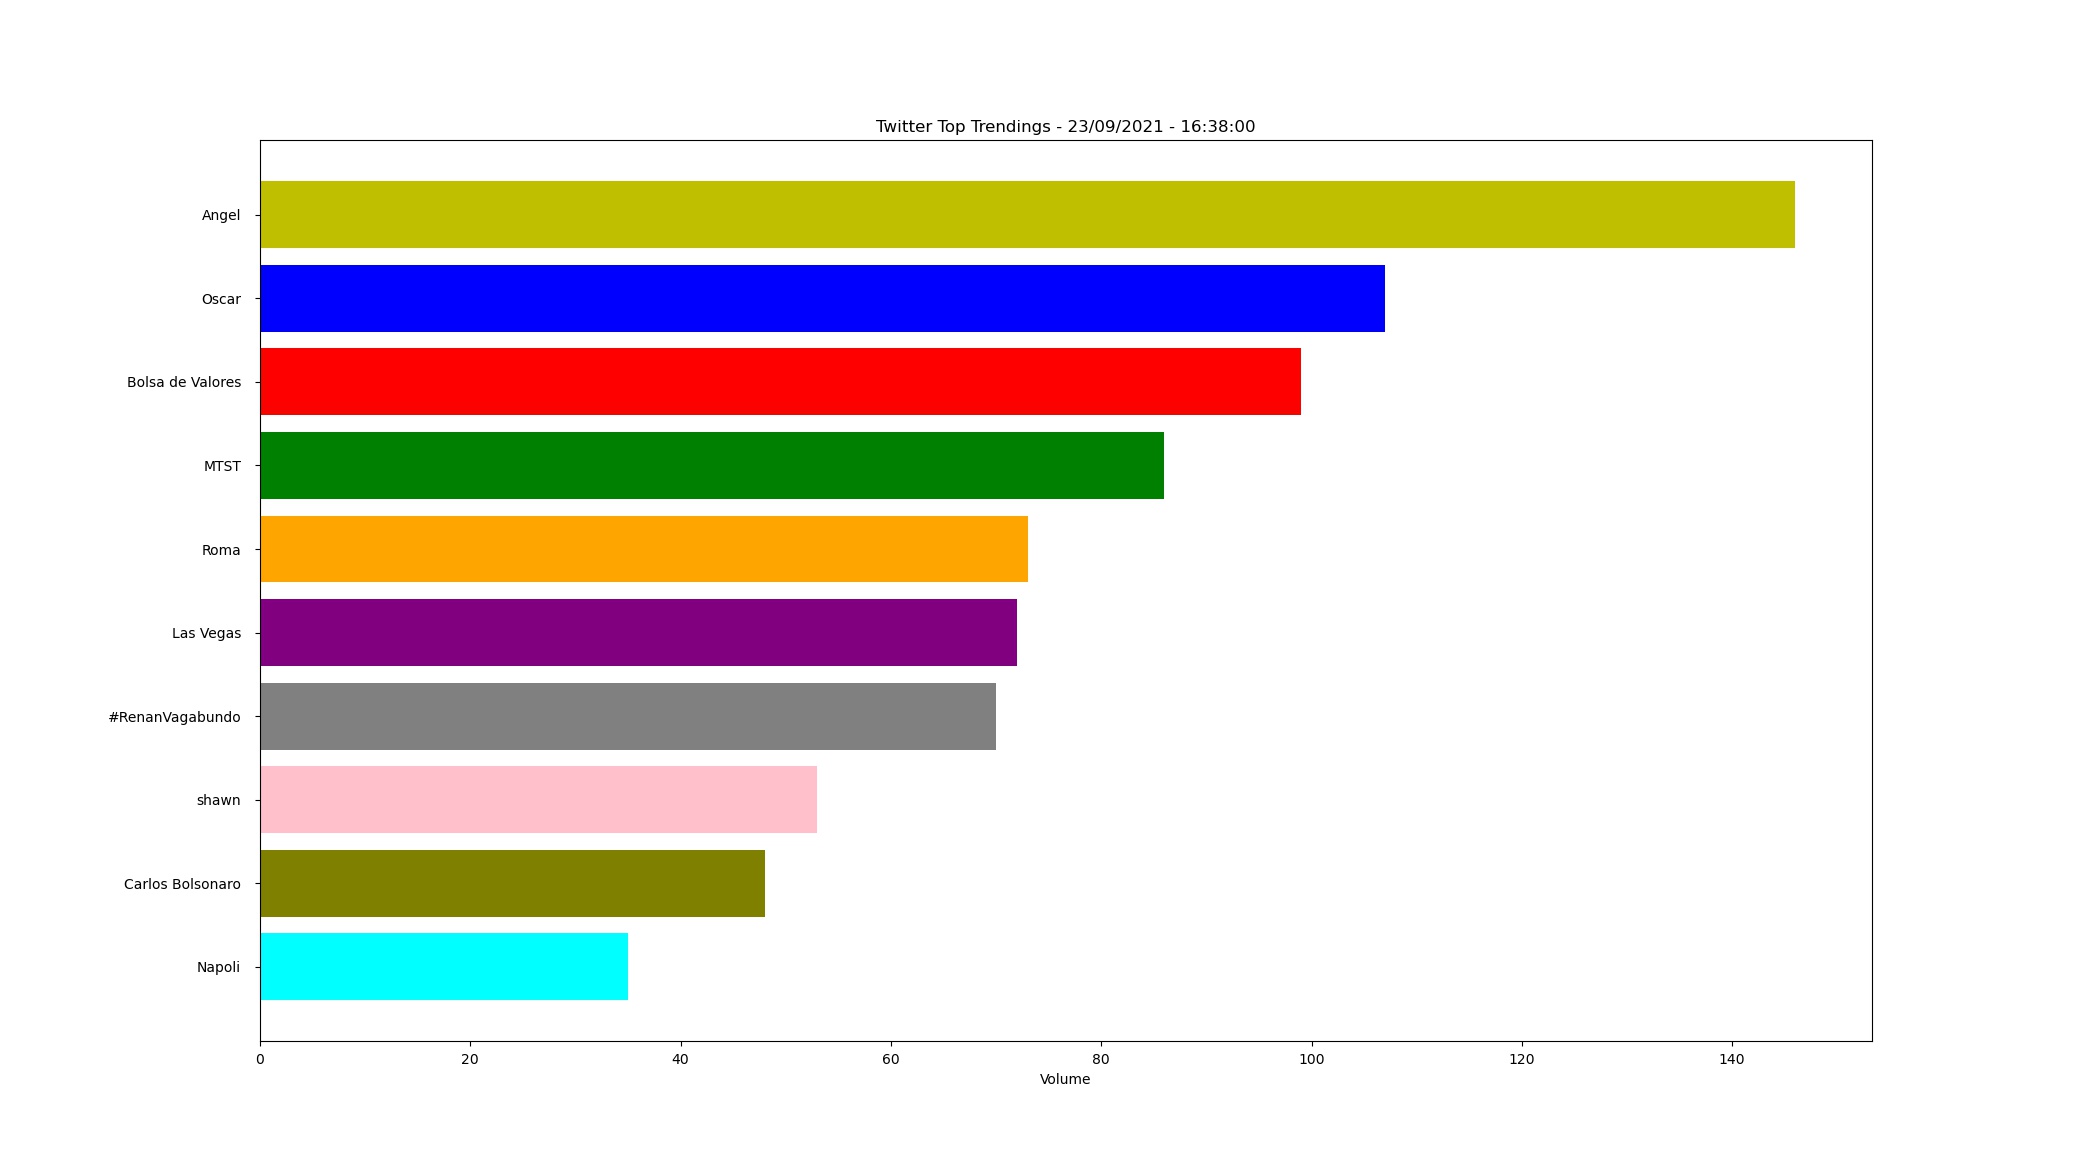 Twitter Top Trendings - 23/09/2021 - 16:38:00
Angel
Oscar
Bolsa de Valores
MTST
Roma
Las Vegas
#RenanVagabundo
shawn
Carlos Bolsonaro
Napoli
0 20 40 60 80 100 120 140
Volume